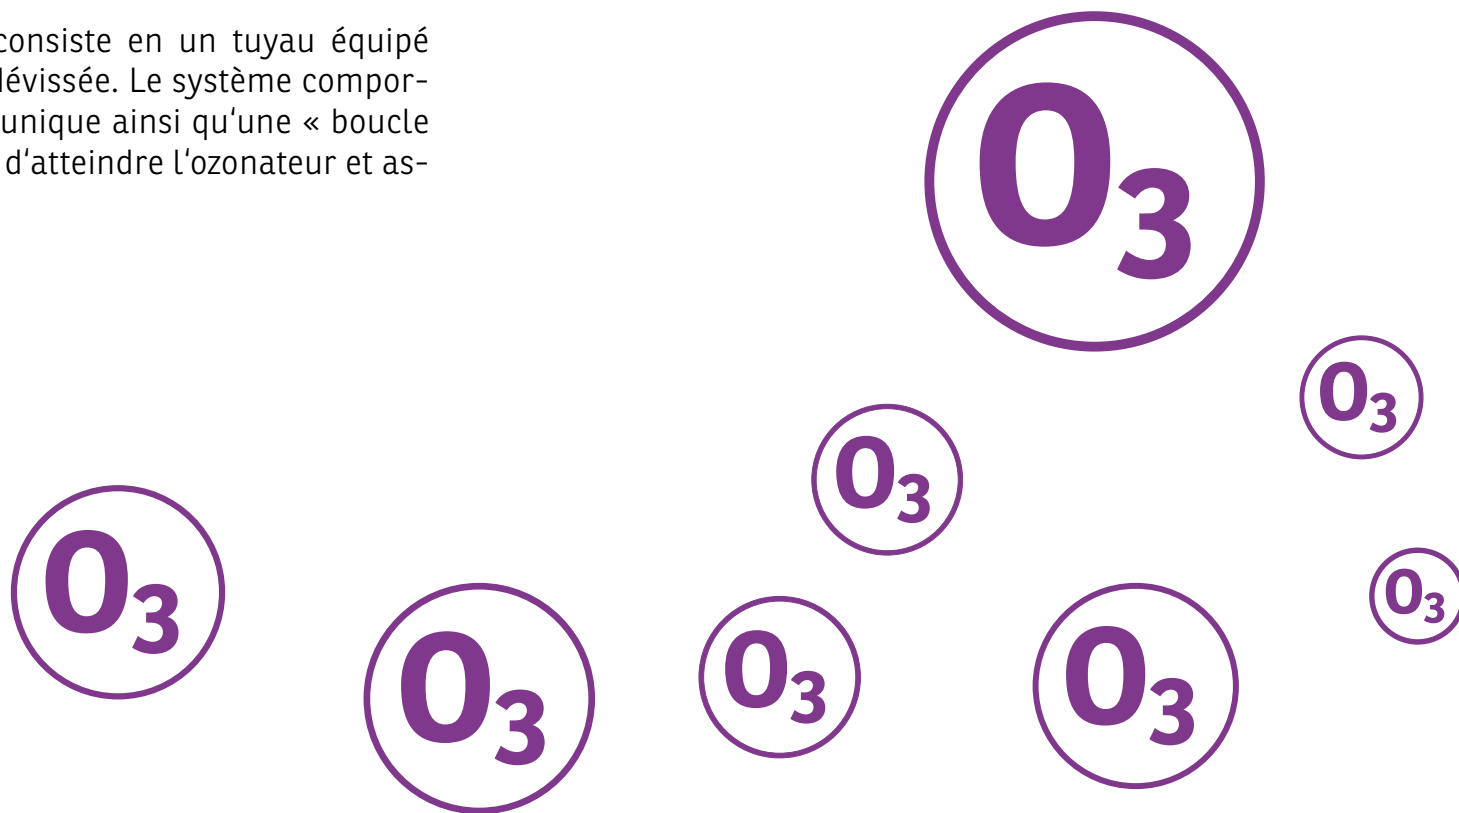 consiste en un tuyau équipé
dévissée. Le système compor-
unique ainsi qu‘une « boucle
d‘atteindre l‘ozonateur et as-
O₃
O₃
O₃
O₃
O₃
O₃
O₃
O₃